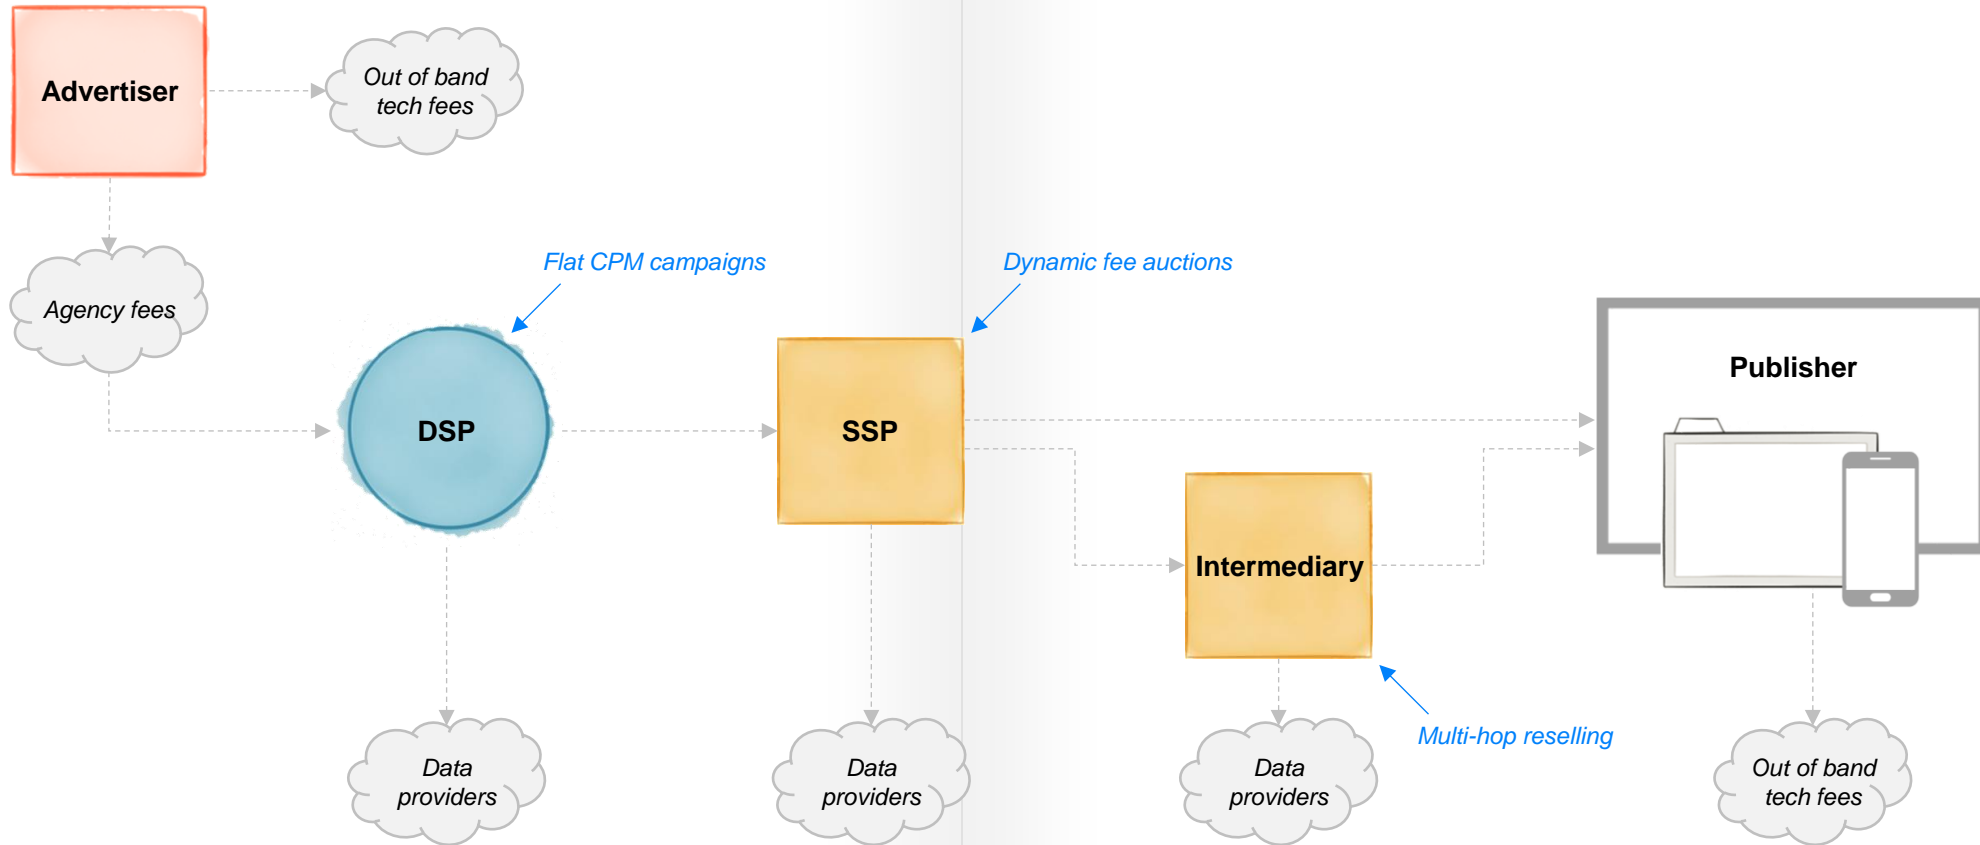 Advertiser
Out of band
tech fees
Agency fees
Flat CPM campaigns
Dynamic fee auctions
DSP
SSP
Intermediary
Publisher
Multi-hop reselling
Data
providers
Data
providers
Data
providers
Out of band
tech fees